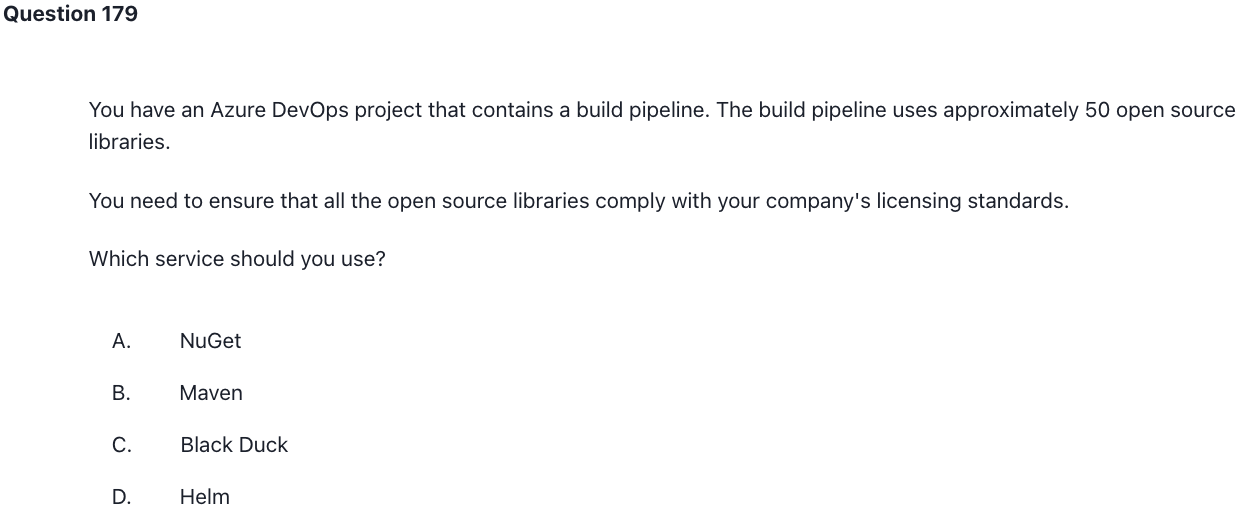 Question 179
You have an Azure DevOps project that contains a build pipeline. The build pipeline uses approximately 50 open source
libraries.
You need to ensure that all the open source libraries comply with your company's licensing standards.
Which service should you use?
A. NuGet
B. Maven
C. Black Duck
D. Helm